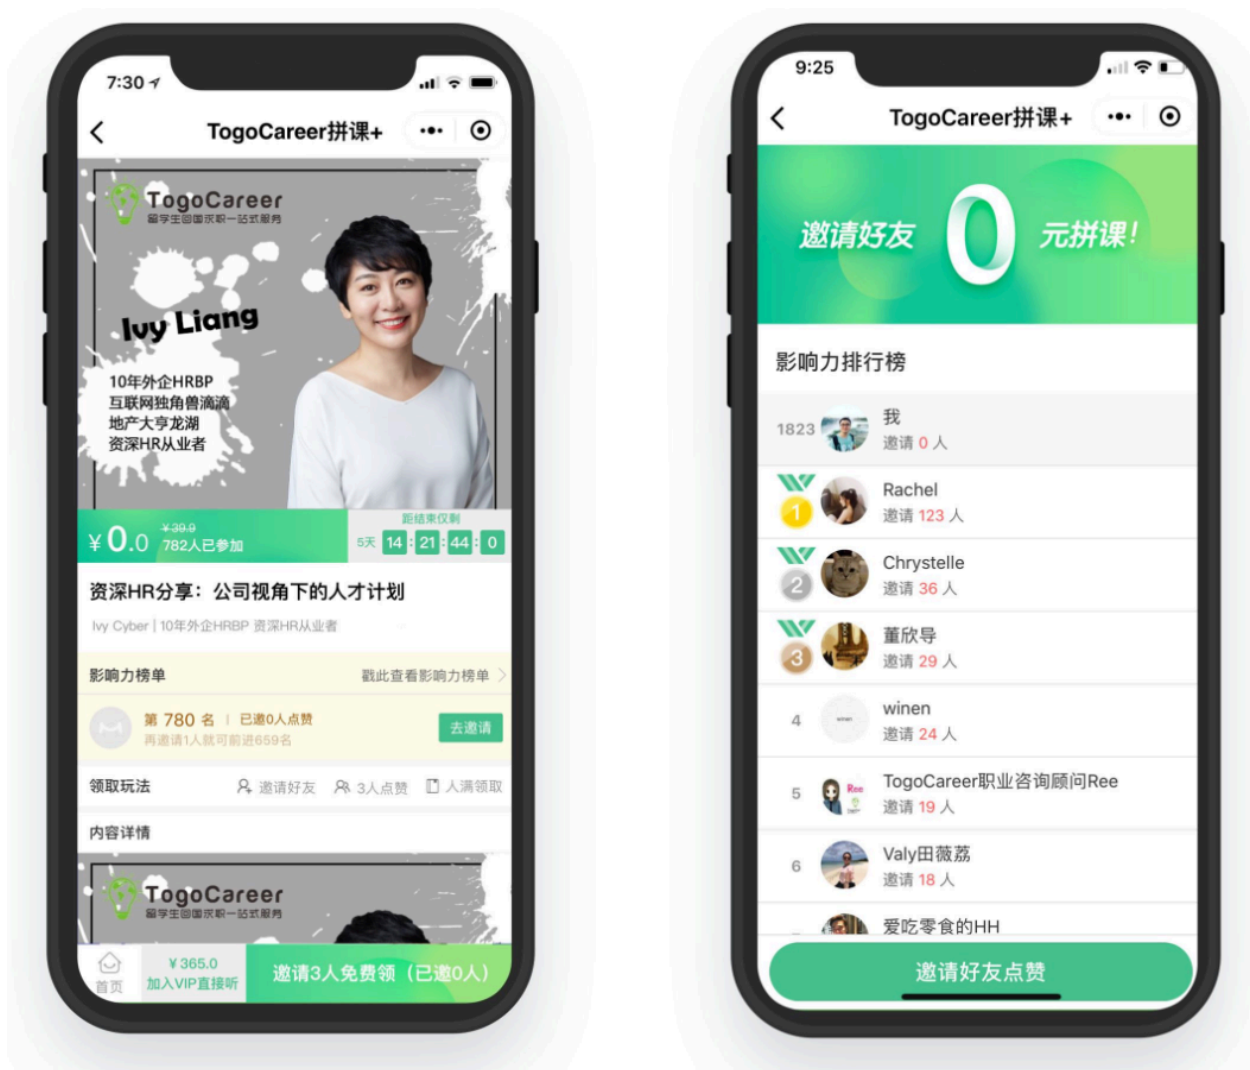 7:30
TogoCareer拼课+
TogoCareer
留学生回国求职一站式服务
Ivy Liang
10年外企HRBP
互联网独角兽滴滴
地产大亨龙湖
资深HR从业者
¥0.0
¥39.9
782人已参加
距结束仅剩
5天 14:21:44:0
资深HR分享：公司视角下的人才计划
Ivy Cyber | 10年外企HRBP 资深HR从业者
影响力榜单
戳此查看影响力榜单
第 780 名 | 已邀0人点赞
再邀请1人就可前进659名
去邀请
领取玩法
邀请好友
3人点赞
人满领取
内容详情
TogoCareer
留学生回国求职一站式服务
首页
¥365.0
加入VIP直接听
邀请3人免费领（已邀0人）
9:25
TogoCareer拼课+
邀请好友 0 元拼课！
影响力排行榜
1823
我
邀请 0 人
1
Rachel
邀请 123 人
2
Chrystelle
邀请 36 人
3
董欣导
邀请 29 人
4
winen
winen
邀请 24 人
5
Ree
TogoCareer职业咨询顾问Ree
邀请 19 人
6
Valy田薇荔
邀请 18 人
爱吃零食的HH
邀请好友点赞